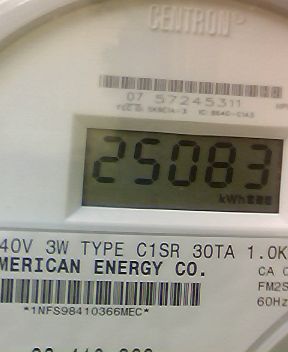 CENTRON®
07 57245311
25083
kWh
40V 3W TYPE C1SR 30TA 1.0K
MERICAN ENERGY CO.
CA
FM2S
60Hz
*1NFS98410366MEC*